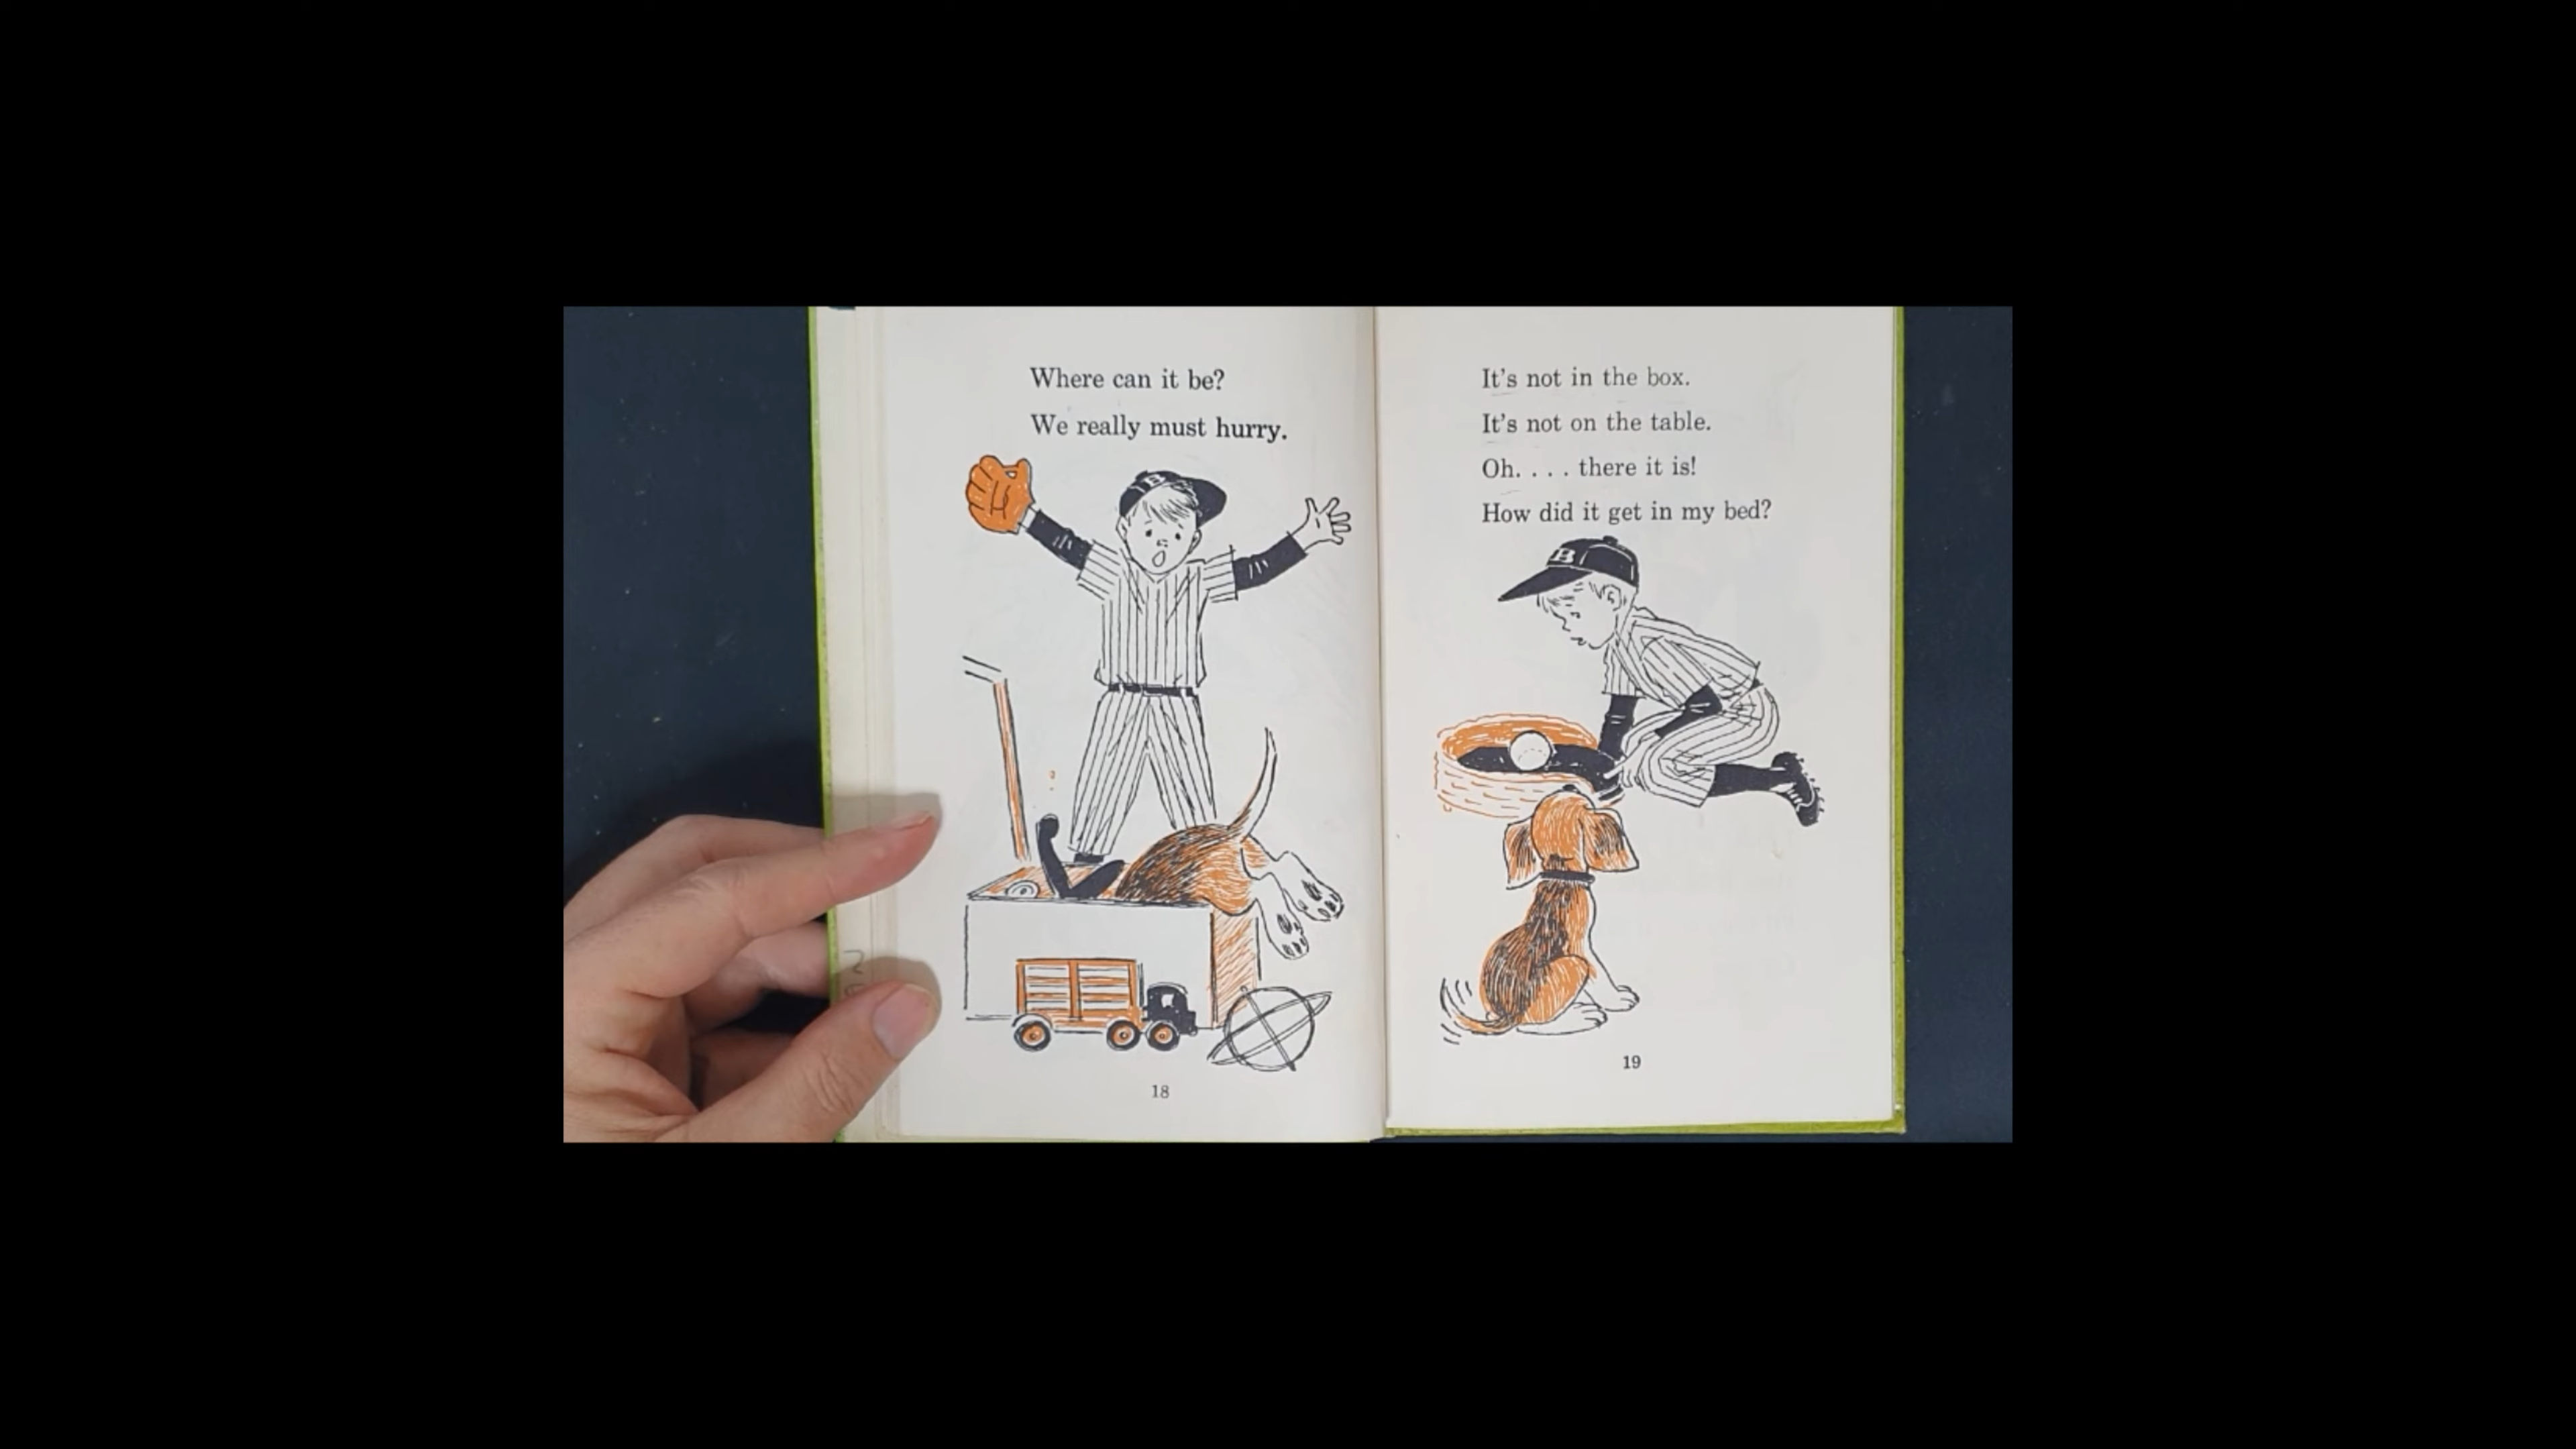 Where can it be?
We really must hurry.
B
18
It's not in the box.
It's not on the table.
Oh. . . . there it is!
How did it get in my bed?
B
19